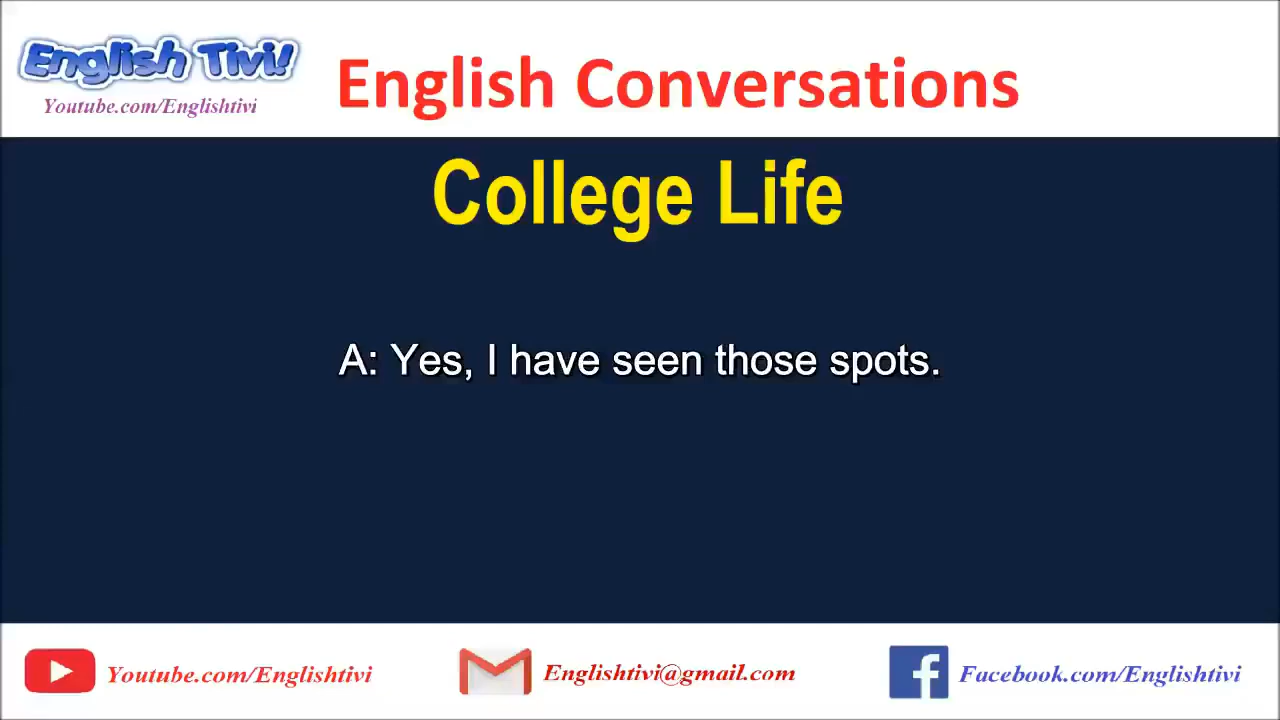 English Tivi!
Youtube.com/Englishtivi
English Conversations
College Life
A: Yes, I have seen those spots.
Youtube.com/Englishtivi
Englishtivi@gmail.com
Facebook.com/Englishtivi